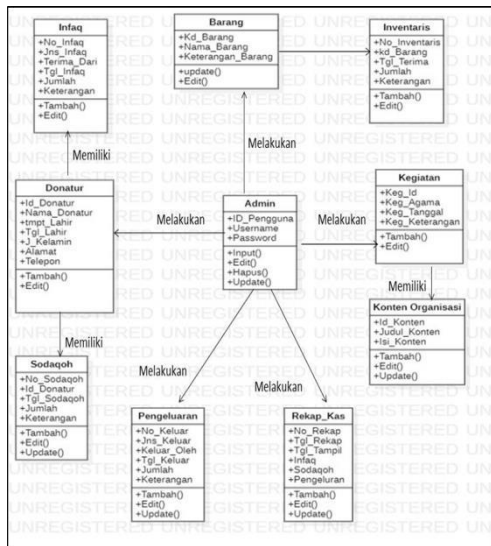 Infaq
+No_Infaq
+Jns_Infaq
+Terima_Dari
+Tgl_Infaq
+Jumlah
+Keterangan
+Tambah()
+Edit()
Barang
+Kd_Barang
+Nama_Barang
+Keterangan_Barang
+update()
+Edit()
Inventaris
+No_Inventaris
+kd_Barang
+Tgl_Terima
+Jumlah
+Keterangan
+Tambah()
+Edit()
Memiliki
Melakukan
Donatur
+Id_Donatur
+Nama_Donatur
+tmpt_Lahir
+Tgl_Lahir
+J_Kelamin
+Alamat
+Telepon
+Tambah()
+Edit()
Melakukan
Admin
+ID_Pengguna
+Username
+Password
+Input()
+Edit()
+Hapus()
+Update()
Melakukan
Kegiatan
+Keg_Id
+Keg_Agama
+Keg_Tanggal
+Keg_Keterangan
+Tambah()
+Edit()
Memiliki
Konten Organisasi
+Id_Konten
+Judul_Konten
+Isi_Konten
+Tambah()
+Edit()
+Update()
Memiliki
Sodaqoh
+No_Sodaqoh
+Id_Donatur
+Tgl_Sodaqoh
+Jumlah
+Keterangan
+Tambah()
+Edit()
+Update()
Melakukan
Melakukan
Pengeluaran
+No_Keluar
+Jns_Keluar
+Keluar_Oleh
+Tgl_Keluar
+Jumlah
+Keterangan
+Tambah()
+Edit()
+Update()
Rekap_Kas
+No_Rekap
+Tgl_Rekap
+Tgl_Tampil
+Infaq
+Sodaqoh
+Pengeluran
+Tambah()
+Edit()
+Update()
UNREGISTERED